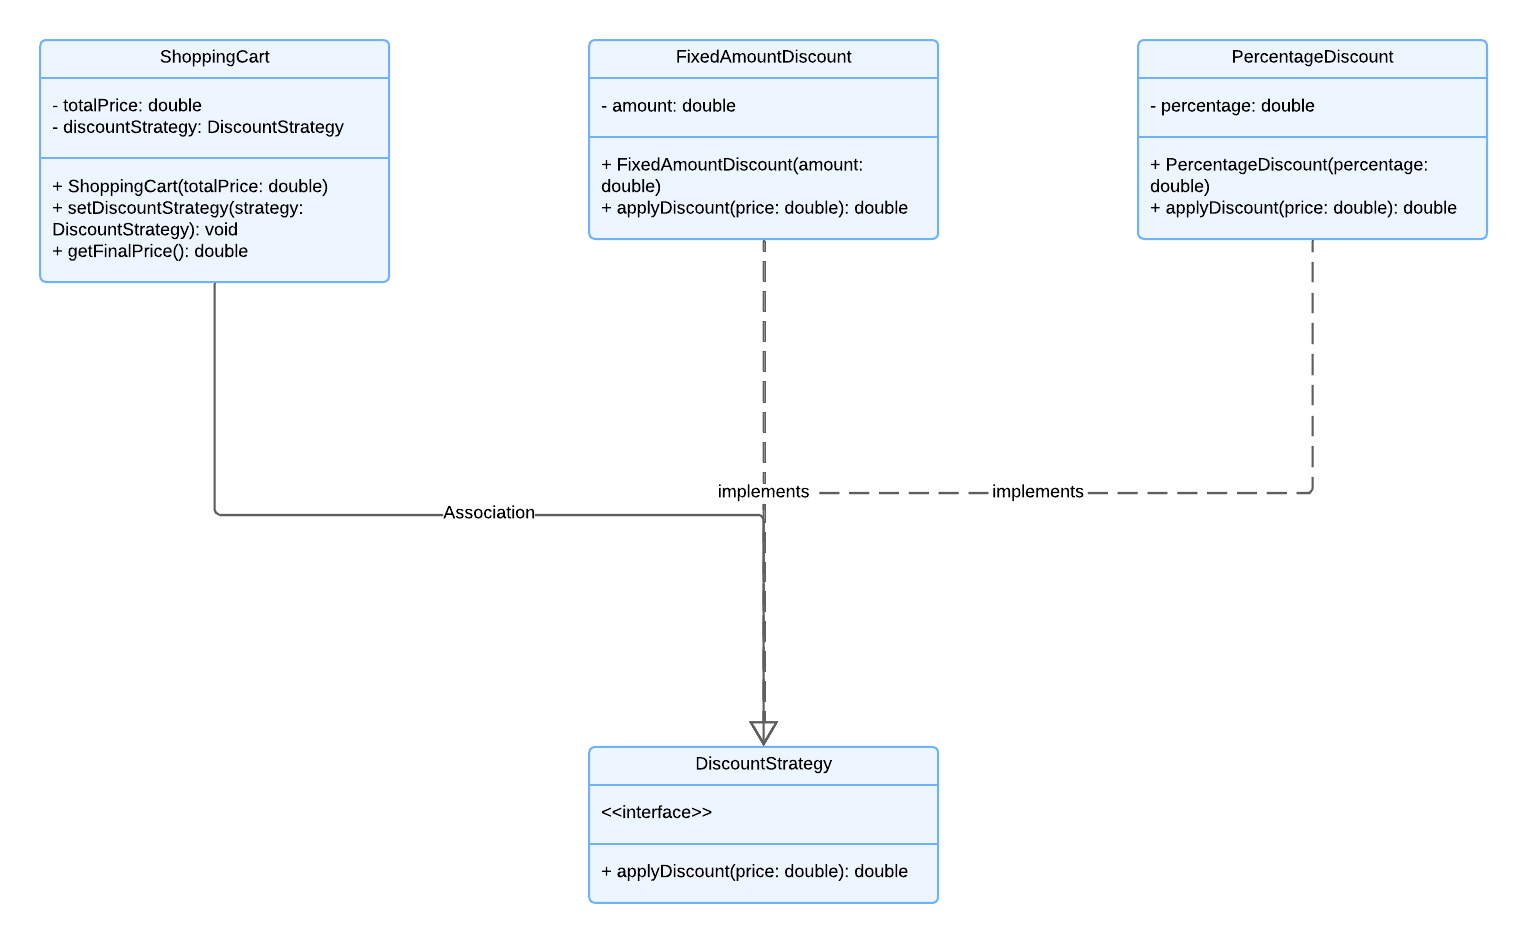 ShoppingCart
- totalPrice: double
- discountStrategy: DiscountStrategy
+ ShoppingCart(totalPrice: double)
+ setDiscountStrategy(strategy:
DiscountStrategy): void
+ getFinalPrice(): double
FixedAmountDiscount
- amount: double
+ FixedAmountDiscount(amount:
double)
+ applyDiscount(price: double): double
PercentageDiscount
- percentage: double
+ PercentageDiscount(percentage:
double)
+ applyDiscount(price: double): double
implements
implements
Association
DiscountStrategy
<<interface>>
+ applyDiscount(price: double): double